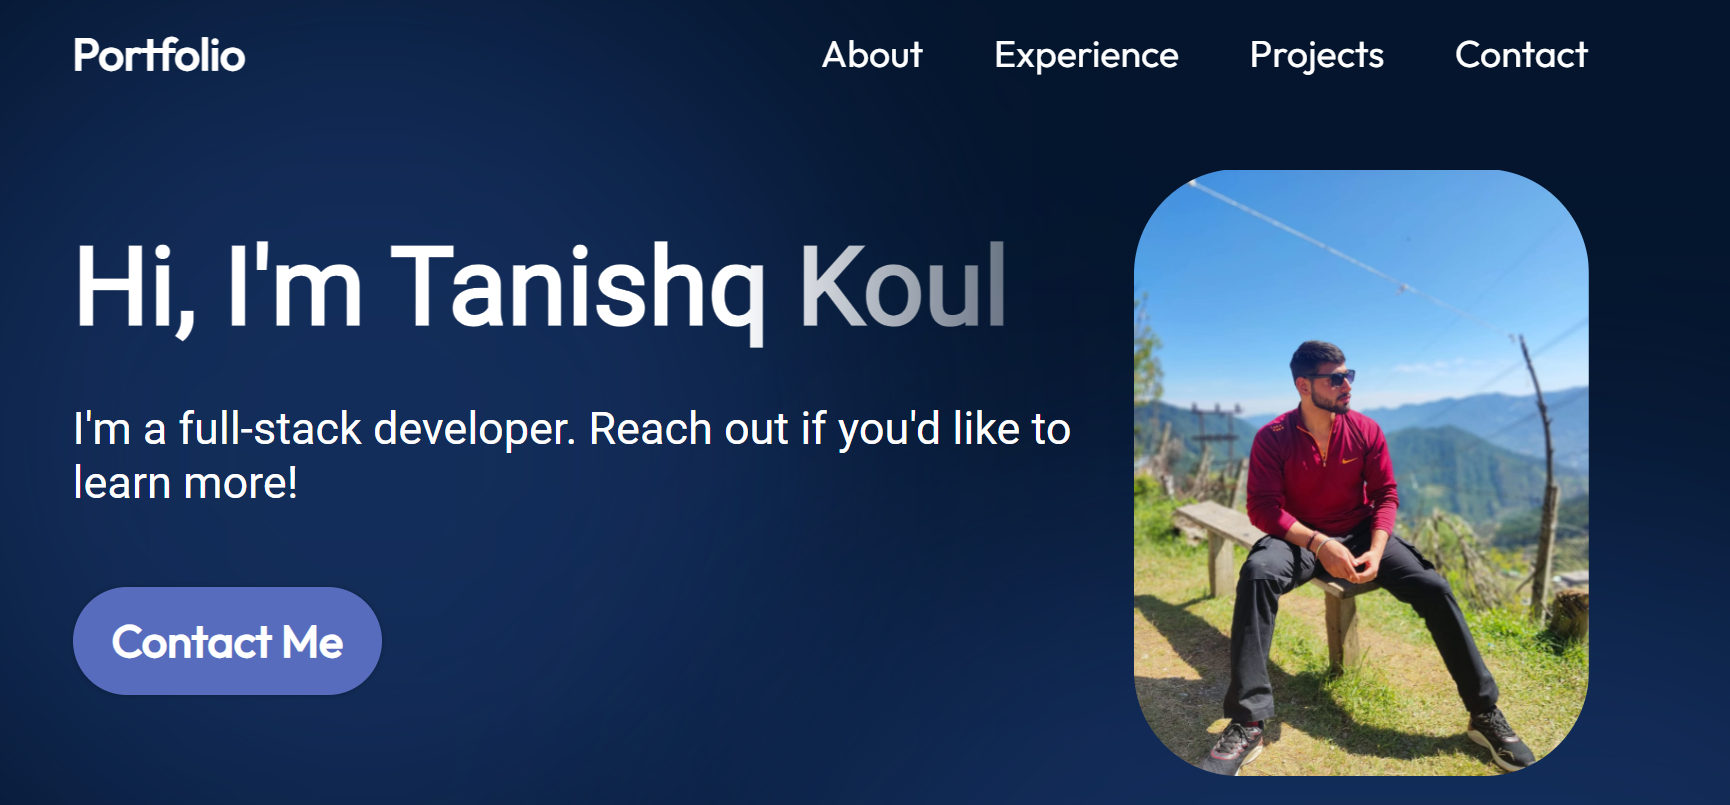 Portfolio
About Experience Projects Contact
Hi, I'm Tanishq Koul
I'm a full-stack developer. Reach out if you'd like to
learn more!
Contact Me